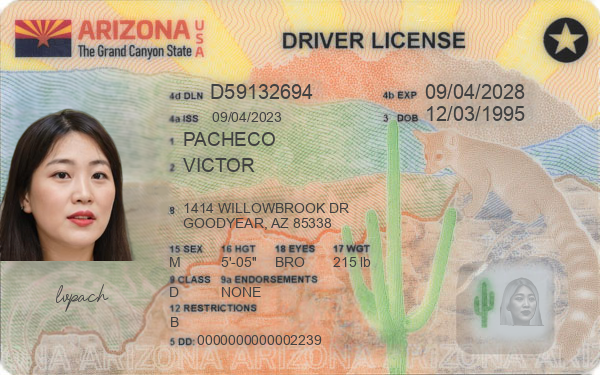 ARIZONA USA
The Grand Canyon State
DRIVER LICENSE
4d DLN D59132694
4b EXP 09/04/2028
4a ISS 09/04/2023
3 DOB 12/03/1995
1 PACHECO
2 VICTOR
8 1414 WILLOWBROOK DR
GOODYEAR, AZ 85338
15 SEX 16 HGT 18 EYES 17 WGT
M 5'-05" BRO 215 lb
9 CLASS 9a ENDORSEMENTS
D NONE
12 RESTRICTIONS
B
5 DD: 0000000000002239
lvpach
ARIZONA ARIZONA ARIZONA ARIZONA